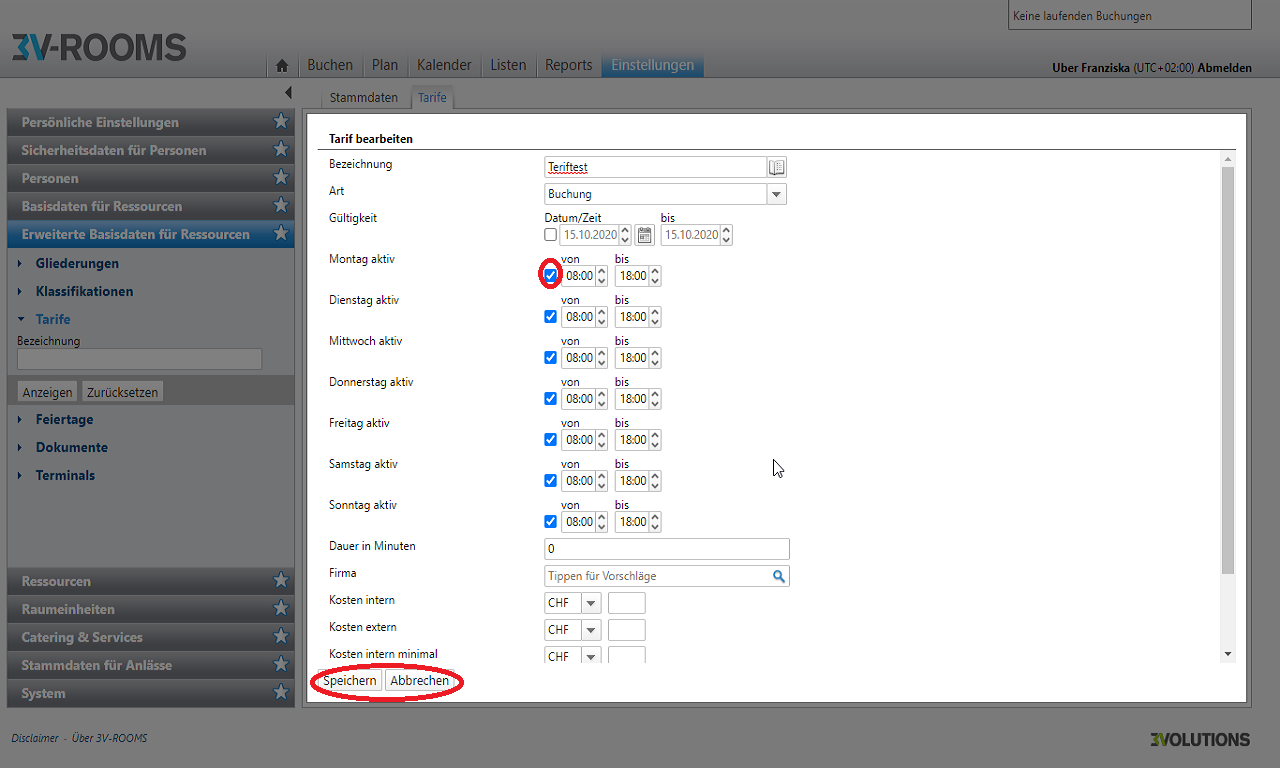 Keine laufenden Buchungen
3V-ROOMS
Buchen Plan Kalender Listen Reports Einstellungen
Uber Franziska (UTC+02:00) Abmelden
Stammdaten Tarife
Persönliche Einstellungen
Sicherheitsdaten für Personen
Personen
Basisdaten für Ressourcen
Erweiterte Basisdaten für Ressourcen
Gliederungen
Klassifikationen
Tarife
Bezeichnung
Anzeigen Zurücksetzen
Feiertage
Dokumente
Terminals
Ressourcen
Raumeinheiten
Catering & Services
Stammdaten für Anlässe
System
Tarif bearbeiten
Bezeichnung Teriftest
Art Buchung
Gültigkeit Datum/Zeit bis
15.10.2020 15.10.2020
Montag aktiv von bis
08:00 18:00
Dienstag aktiv von bis
08:00 18:00
Mittwoch aktiv von bis
08:00 18:00
Donnerstag aktiv von bis
08:00 18:00
Freitag aktiv von bis
08:00 18:00
Samstag aktiv von bis
08:00 18:00
Sonntag aktiv von bis
08:00 18:00
Dauer in Minuten 0
Firma Tippen für Vorschläge
Kosten intern CHF
Kosten extern CHF
Kosten intern minimal CHF
Speichern Abbrechen
Disclaimer - Über 3V-ROOMS
3VOLUTIONS